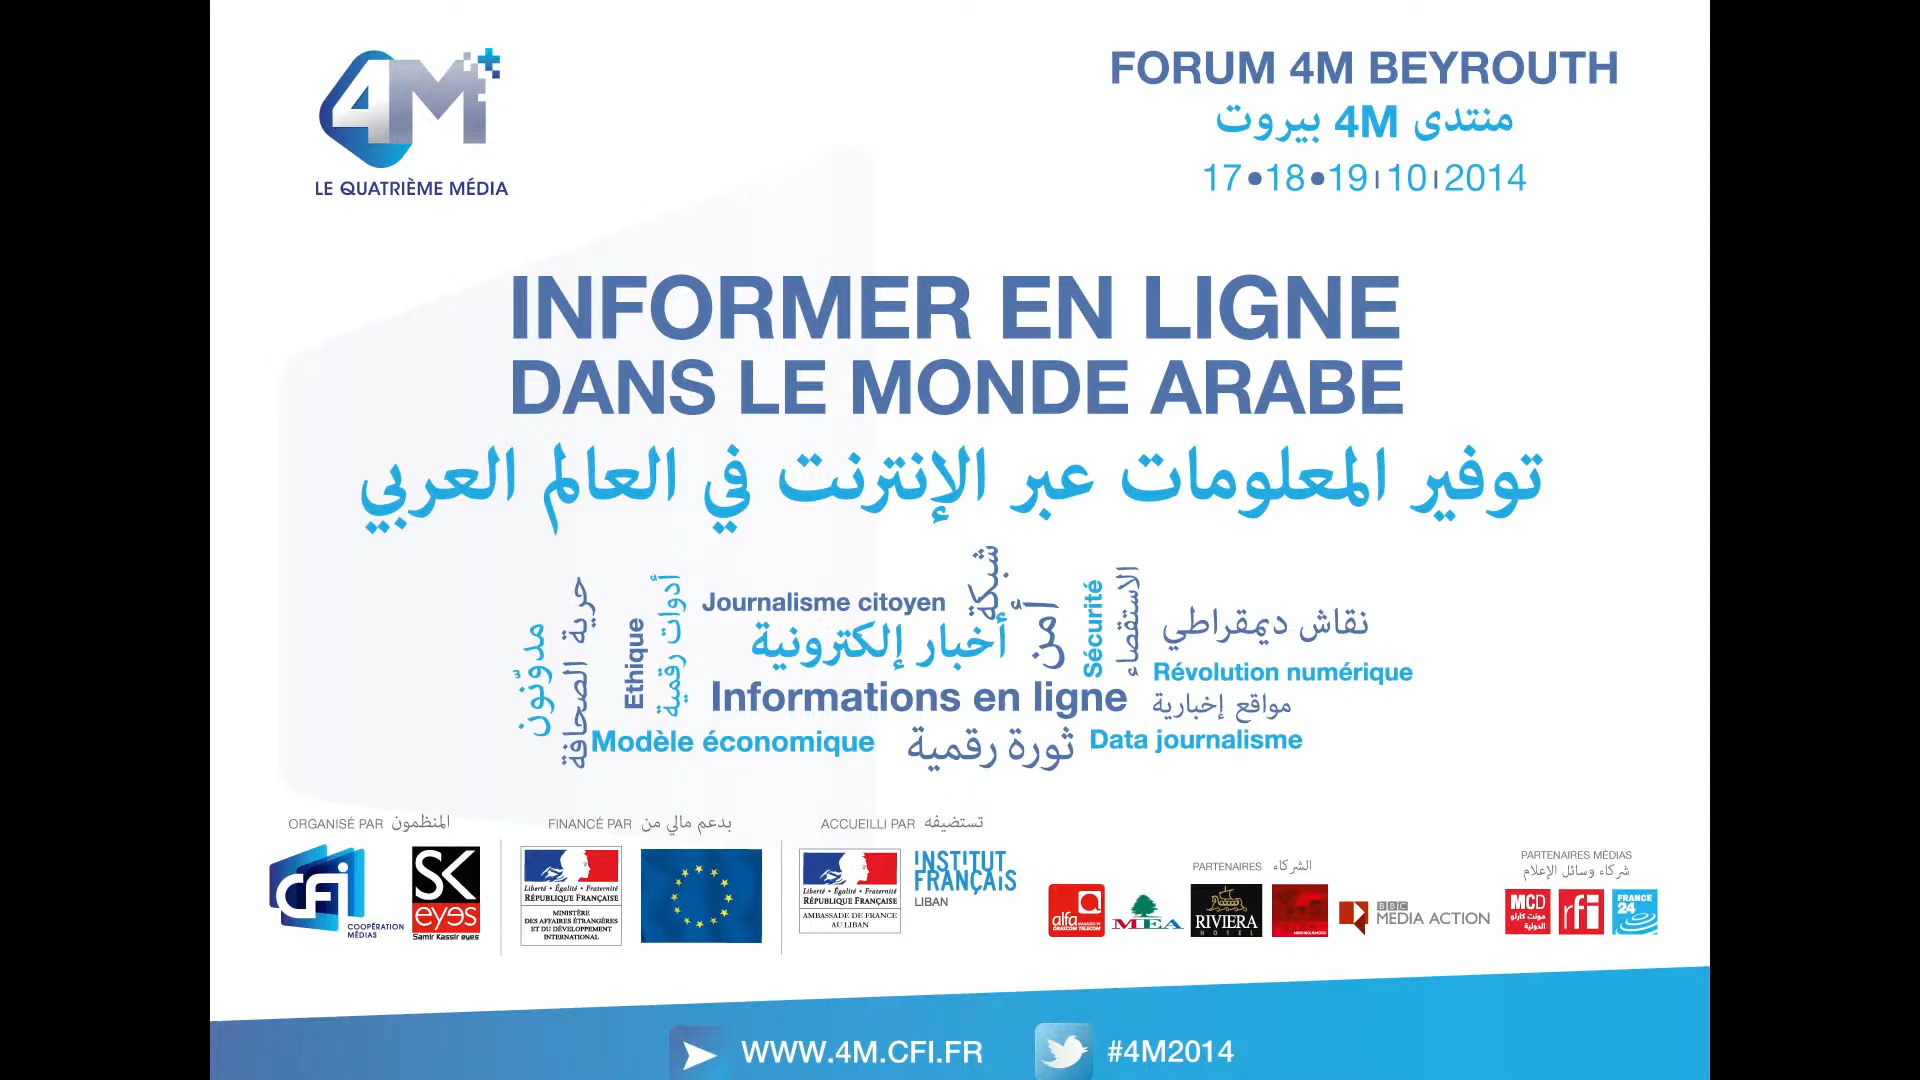 4M+
LE QUATRIÈME MÉDIA
FORUM 4M BEYROUTH
منتدى 4M بيروت
17•18•19|10|2014
INFORMER EN LIGNE
DANS LE MONDE ARABE
توفير المعلومات عبر الإنترنت في العالم العربي
مدوّنون
حرية الصحافة
Ethique
أدوات رقمية
Journalisme citoyen
شبكة
أخبار إلكترونية
أمن
Sécurité
الاستقصاء
نقاش ديمقراطي
Révolution numérique
Informations en ligne
مواقع إخبارية
Modèle économique
ثورة رقمية
Data journalisme
ORGANISÉ PAR المنظمون
CFI
COOPÉRATION
MÉDIAS
SK
eyes
Samir Kassir eyes
FINANCÉ PAR بدعم مالي من
Liberté • Égalité • Fraternité
RÉPUBLIQUE FRANÇAISE
MINISTÈRE
DES AFFAIRES ÉTRANGÈRES
ET DU DÉVELOPPEMENT
INTERNATIONAL
ACCUEILLI PAR تستضيفه
Liberté • Égalité • Fraternité
RÉPUBLIQUE FRANÇAISE
AMBASSADE DE FRANCE
AU LIBAN
INSTITUT
FRANÇAIS
LIBAN
PARTENAIRES الشركاء
alfa
MANAGED BY
ORASCOM TELECOM
MEA
RIVIERA
HOTEL
BBC
MEDIA ACTION
PARTENAIRES MÉDIAS
شركاء وسائل الإعلام
MCD
مونت كارلو
الدولية
rfi
FRANCE
24
WWW.4M.CFI.FR
#4M2014